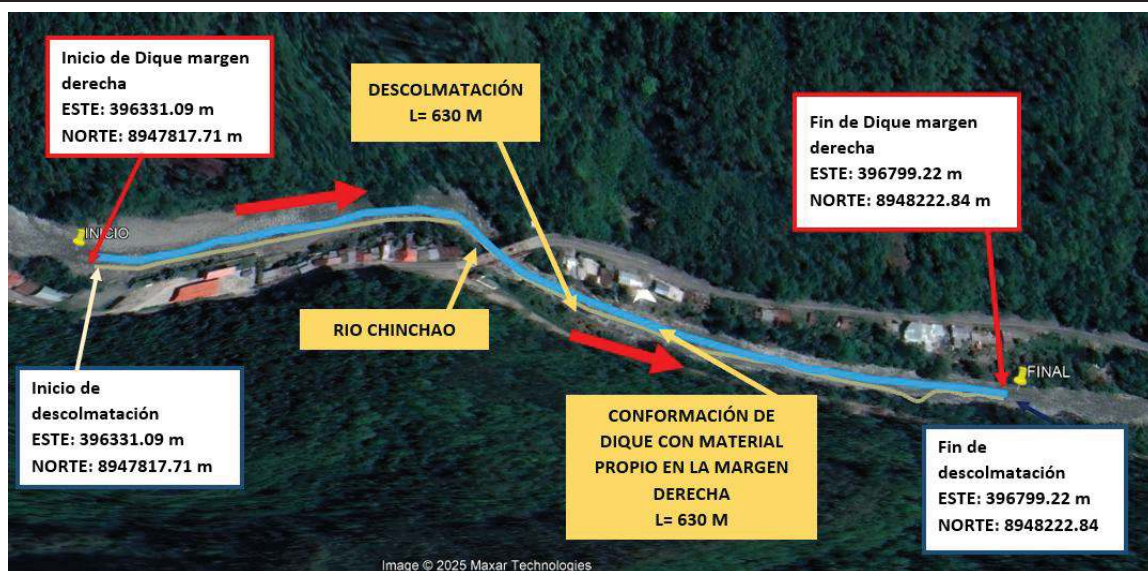 Inicio de Dique margen
derecha
ESTE: 396331.09 m
NORTE: 8947817.71 m
DESCOLMATACIÓN
L= 630 M
Fin de Dique margen
derecha
ESTE: 396799.22 m
NORTE: 8948222.84 m
INICIO
RIO CHINCHAO
FINAL
Inicio de
descolmatación
ESTE: 396331.09 m
NORTE: 8947817.71 m
CONFORMACIÓN DE
DIQUE CON MATERIAL
PROPIO EN LA MARGEN
DERECHA
L= 630 M
Fin de
descolmatación
ESTE: 396799.22 m
NORTE: 8948222.84
Image © 2025 Maxar Technologies